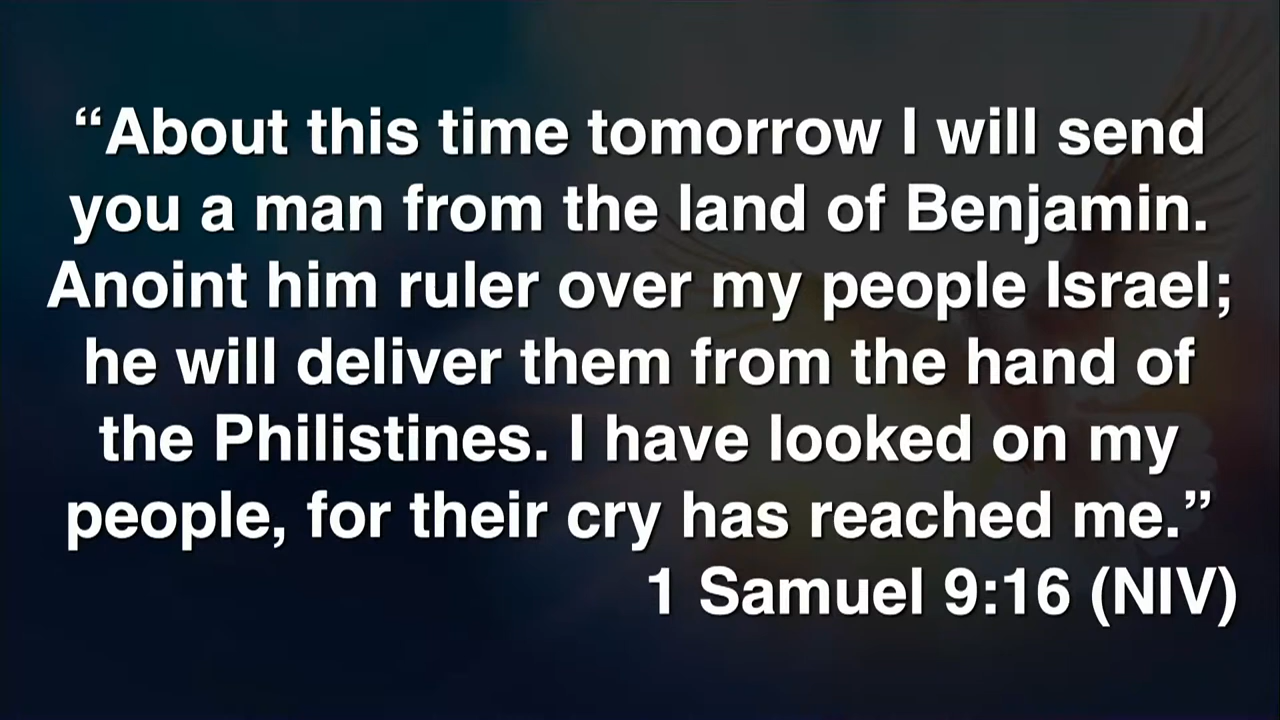 “About this time tomorrow I will send
you a man from the land of Benjamin.
Anoint him ruler over my people Israel;
he will deliver them from the hand of
the Philistines. I have looked on my
people, for their cry has reached me.”
1 Samuel 9:16 (NIV)